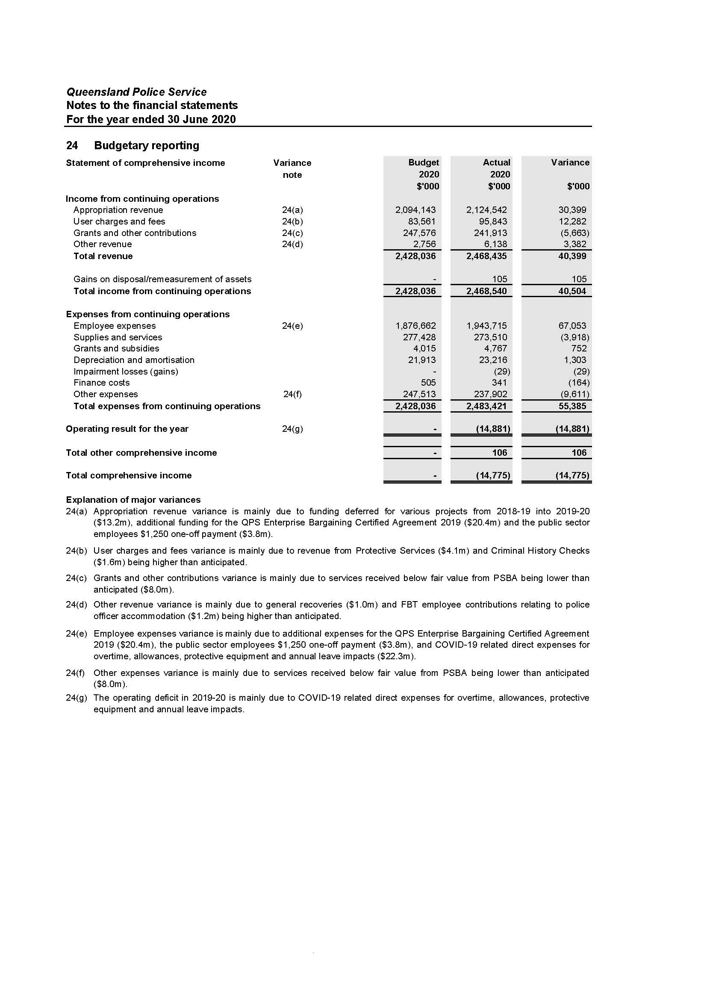 Queensland Police Service
Notes to the financial statements
For the year ended 30 June 2020
24 Budgetary reporting
Statement of comprehensive income Variance note Budget 2020 $'000 Actual 2020 $'000 Variance $'000
Income from continuing operations
Appropriation revenue 24(a) 2,094,143 2,124,542 30,399
User charges and fees 24(b) 83,561 95,843 12,282
Grants and other contributions 24(c) 247,576 241,913 (5,663)
Other revenue 24(d) 2,756 6,138 3,382
Total revenue 2,428,036 2,468,435 40,399
Gains on disposal/remeasurement of assets - 105 105
Total income from continuing operations 2,428,036 2,468,540 40,504
Expenses from continuing operations
Employee expenses 24(e) 1,876,662 1,943,715 67,053
Supplies and services 277,428 273,510 (3,918)
Grants and subsidies 4,015 4,767 752
Depreciation and amortisation 21,913 23,216 1,303
Impairment losses (gains) - (29) (29)
Finance costs 505 341 (164)
Other expenses 24(f) 247,513 237,902 (9,611)
Total expenses from continuing operations 2,428,036 2,483,421 55,385
Operating result for the year 24(g) - (14,881) (14,881)
Total other comprehensive income - 106 106
Total comprehensive income - (14,775) (14,775)
Explanation of major variances
24(a) Appropriation revenue variance is mainly due to funding deferred for various projects from 2018-19 into 2019-20
($13.2m), additional funding for the QPS Enterprise Bargaining Certified Agreement 2019 ($20.4m) and the public sector
employees $1,250 one-off payment ($3.8m).
24(b) User charges and fees variance is mainly due to revenue from Protective Services ($4.1m) and Criminal History Checks
($1.6m) being higher than anticipated.
24(c) Grants and other contributions variance is mainly due to services received below fair value from PSBA being lower than
anticipated ($8.0m).
24(d) Other revenue variance is mainly due to general recoveries ($1.0m) and FBT employee contributions relating to police
officer accommodation ($1.2m) being higher than anticipated.
24(e) Employee expenses variance is mainly due to additional expenses for the QPS Enterprise Bargaining Certified Agreement
2019 ($20.4m), the public sector employees $1,250 one-off payment ($3.8m), and COVID-19 related direct expenses for
overtime, allowances, protective equipment and annual leave impacts ($22.3m).
24(f) Other expenses variance is mainly due to services received below fair value from PSBA being lower than anticipated
($8.0m).
24(g) The operating deficit in 2019-20 is mainly due to COVID-19 related direct expenses for overtime, allowances, protective
equipment and annual leave impacts.